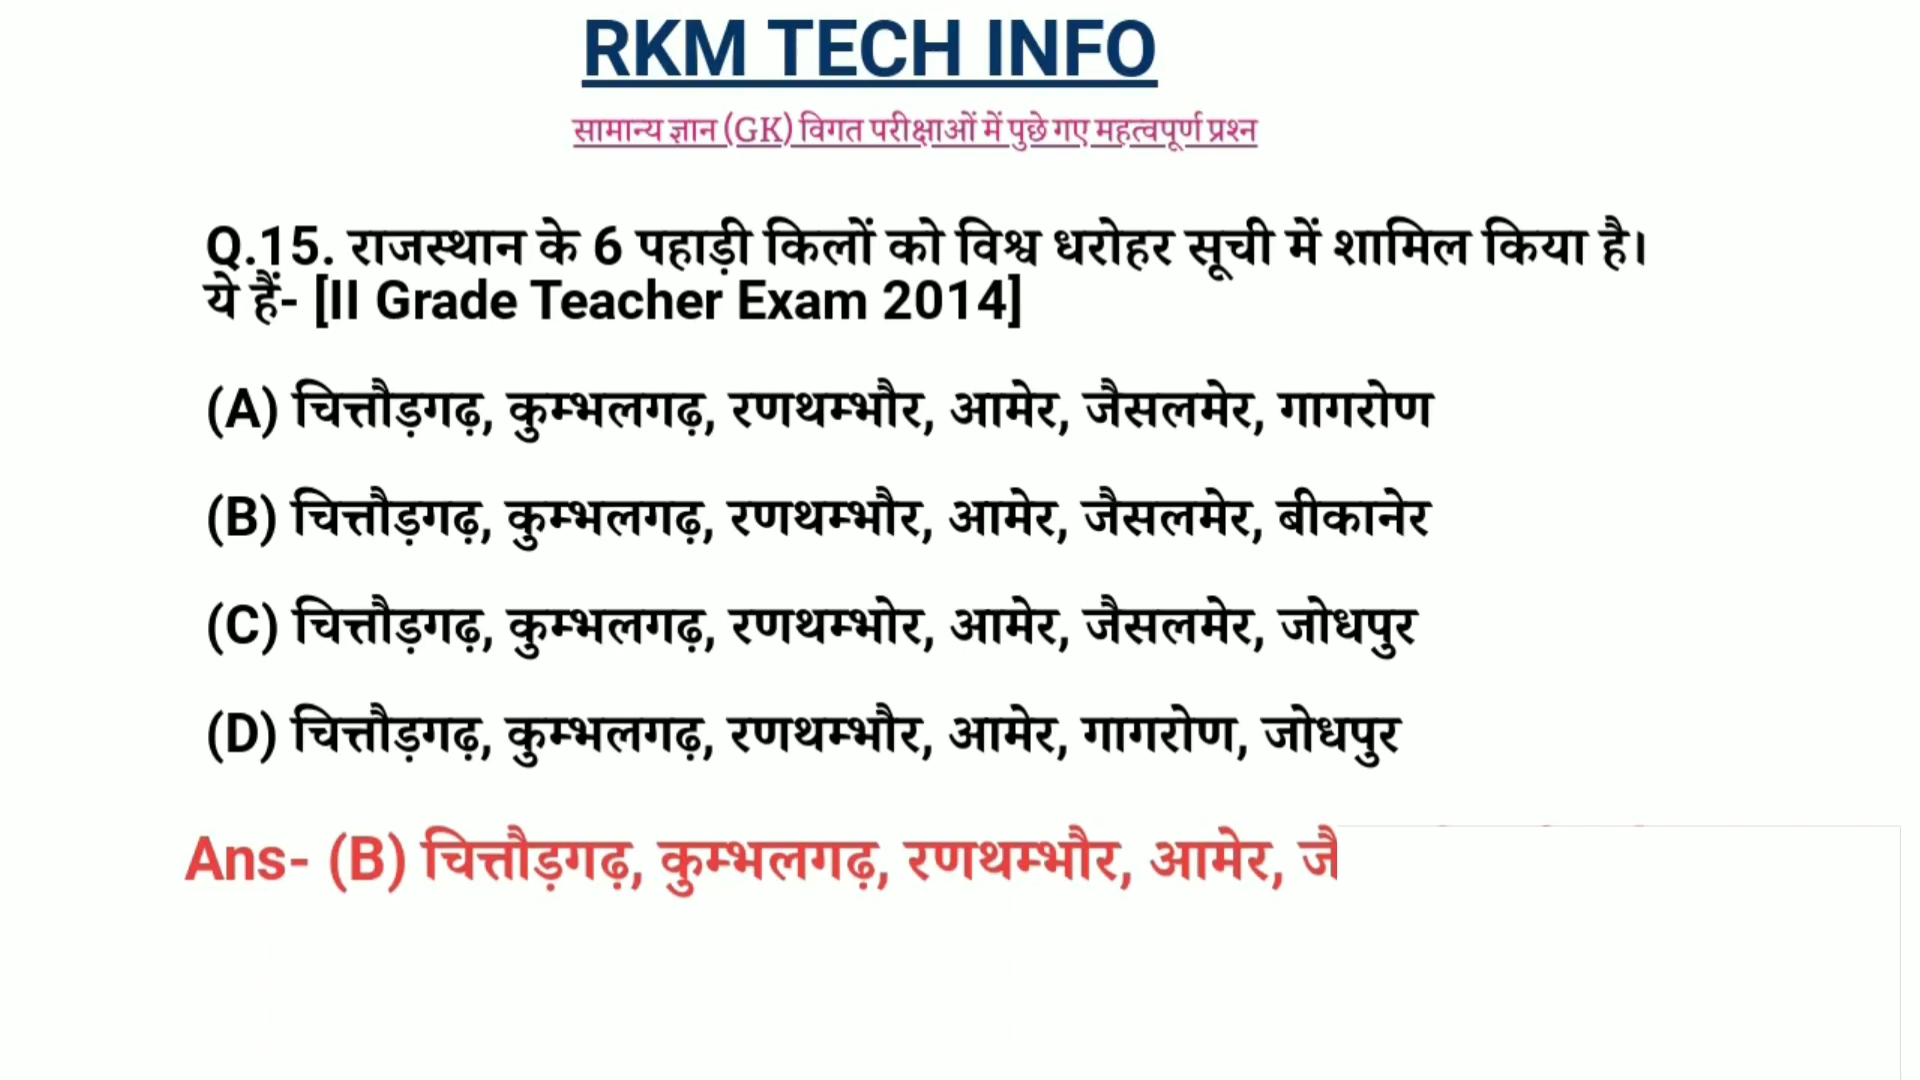 RKM TECH INFO
सामान्य ज्ञान (GK) विगत परीक्षाओं में पुछे गए महत्वपूर्ण प्रश्न
Q.15. राजस्थान के 6 पहाड़ी किलों को विश्व धरोहर सूची में शामिल किया है।
ये हैं- [II Grade Teacher Exam 2014]
(A) चित्तौड़गढ़, कुम्भलगढ़, रणथम्भौर, आमेर, जैसलमेर, गागरोण
(B) चित्तौड़गढ़, कुम्भलगढ़, रणथम्भौर, आमेर, जैसलमेर, बीकानेर
(C) चित्तौड़गढ़, कुम्भलगढ़, रणथम्भोर, आमेर, जैसलमेर, जोधपुर
(D) चित्तौड़गढ़, कुम्भलगढ़, रणथम्भौर, आमेर, गागरोण, जोधपुर
Ans- (B) चित्तौड़गढ़, कुम्भलगढ़, रणथम्भौर, आमेर, जै